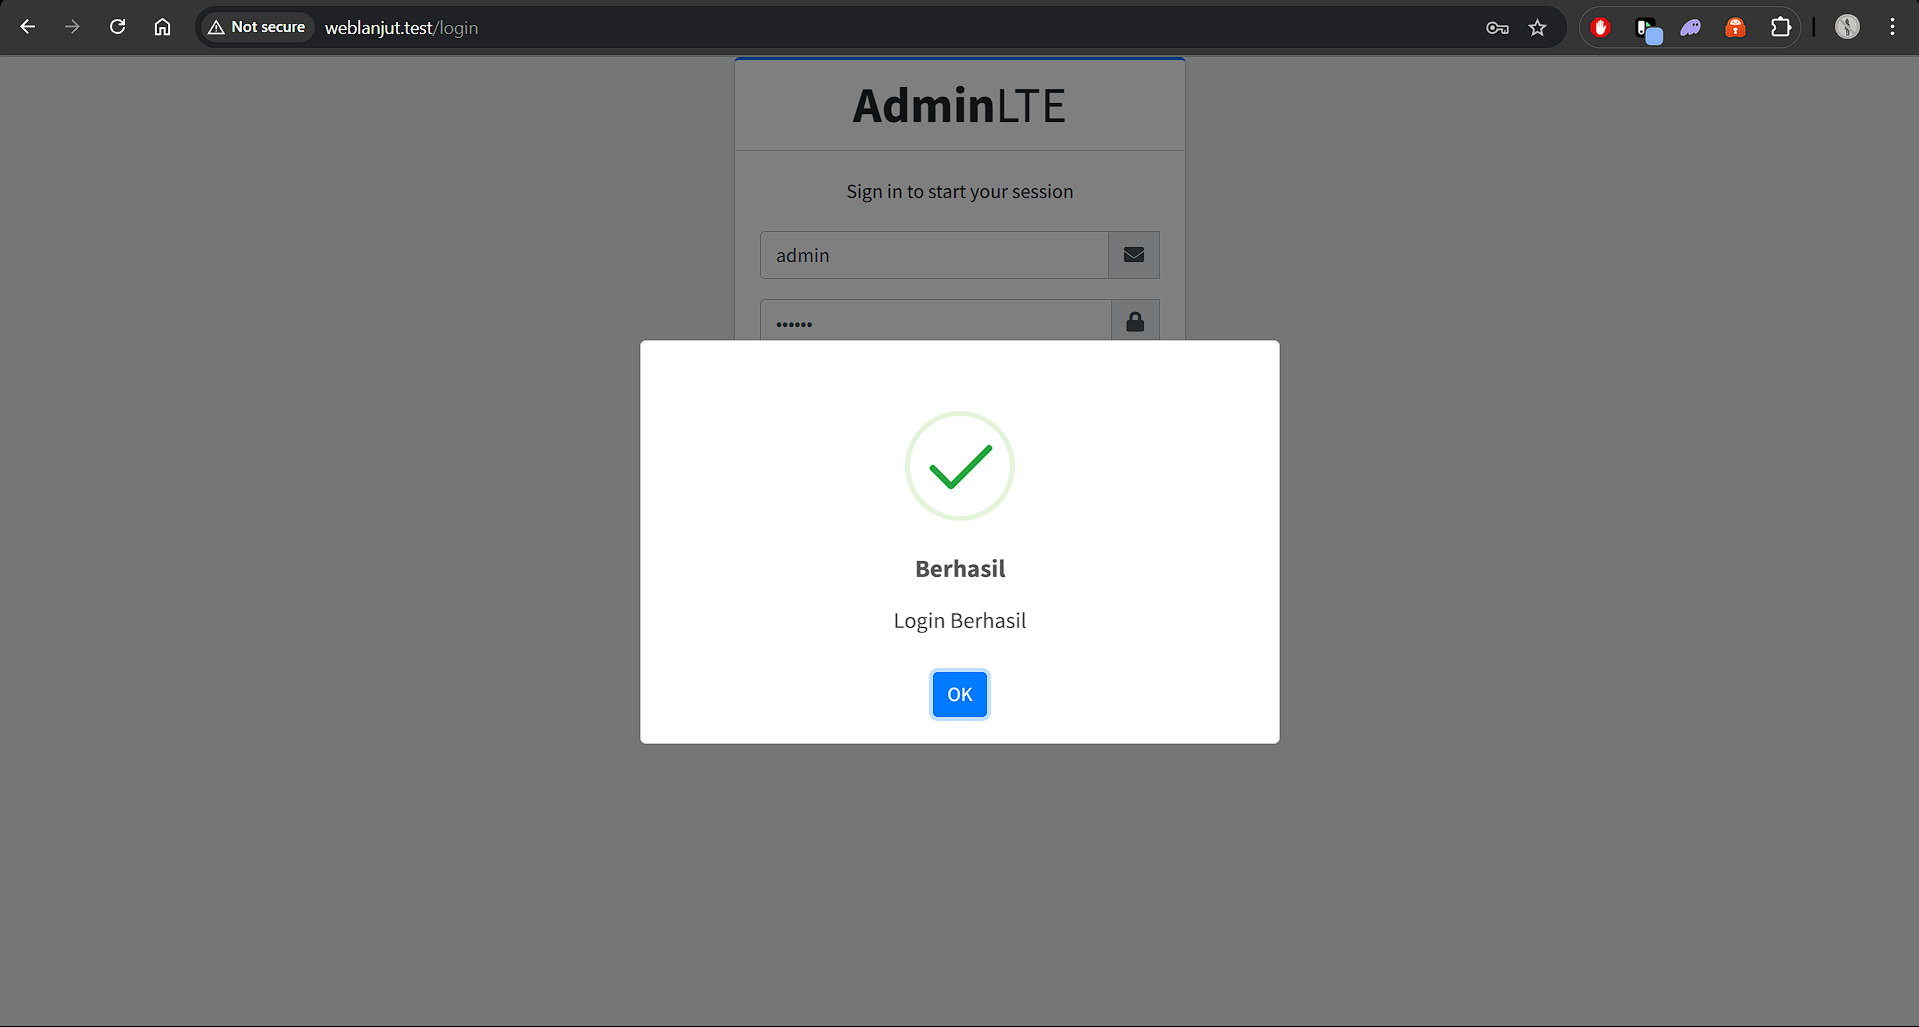 Not secure
weblanjut.test/login
AdminLTE
Sign in to start your session
admin
••••••
Berhasil
Login Berhasil
OK